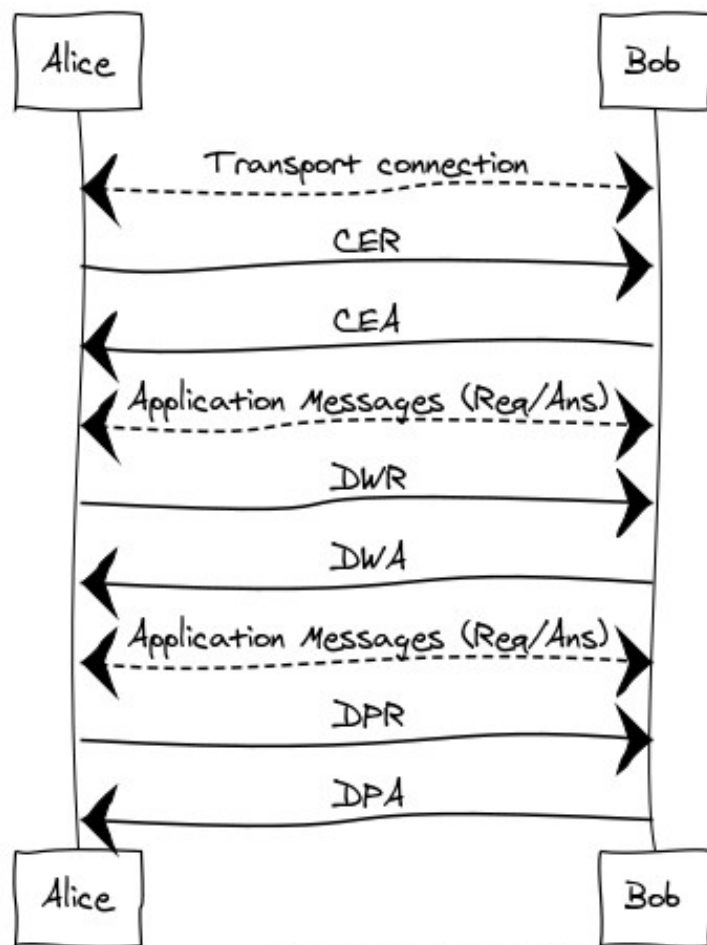 Alice
Bob
Transport connection
CER
CEA
Application Messages (Req/Ans)
DWR
DWA
Application Messages (Req/Ans)
DPR
DPA
Alice
Bob